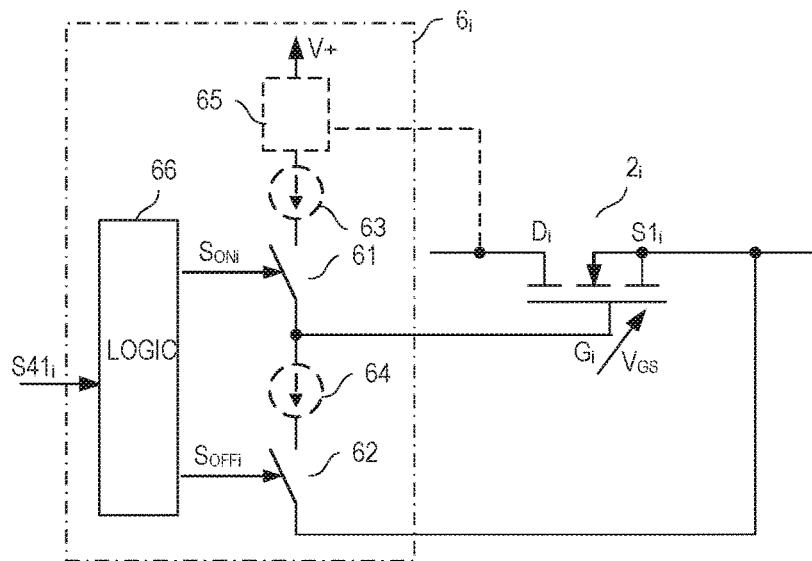 6i
V+
65
2i
66
63
Di
S1i
SONi
61
LOGIC
S41i
Gi
VGS
64
SOFFi
62